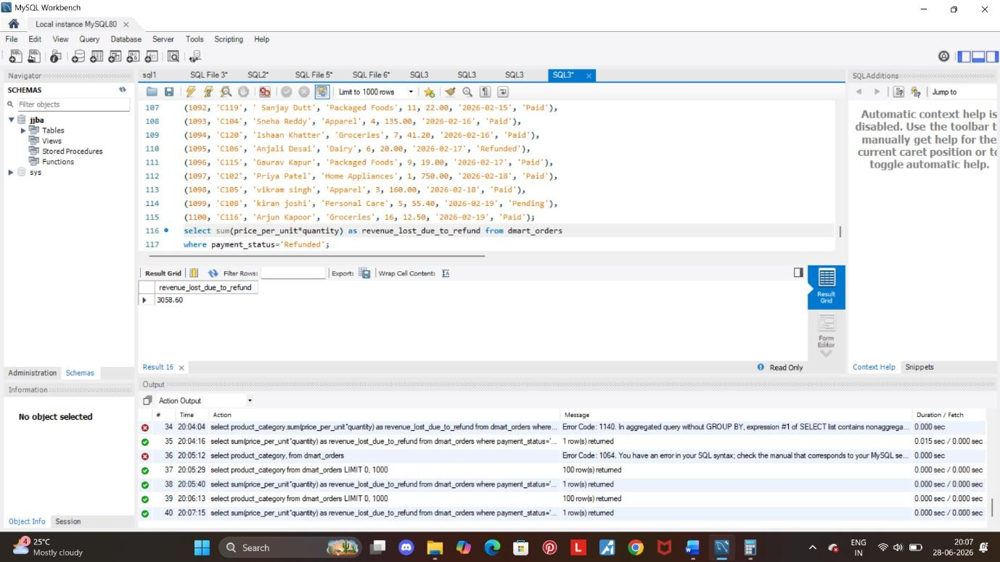 MySQL Workbench
Local instance MySQL80
File Edit View Query Database Server Tools Scripting Help
Navigator
SCHEMAS
Filter objects
jjba
Tables
Views
Stored Procedures
Functions
sys
Administration Schemas
Information
No object selected
Object Info Session
sql1 SQL File 3* SQL2* SQL File 5* SQL File 6* SQL3 SQL3 SQL3 SQL3*
Limit to 1000 rows
107 (1092, 'C119', ' Sanjay Dutt', 'Packaged Foods', 11, 22.00, '2026-02-15', 'Paid'),
108 (1093, 'C104', 'Sneha Reddy', 'Apparel', 4, 135.00, '2026-02-16', 'Paid'),
109 (1094, 'C120', 'Ishaan Khatter', 'Groceries', 7, 41.20, '2026-02-16', 'Paid'),
110 (1095, 'C106', 'Anjali Desai', 'Dairy', 6, 20.00, '2026-02-17', 'Refunded'),
111 (1096, 'C115', 'Gaurav Kapur', 'Packaged Foods', 9, 19.00, '2026-02-17', 'Paid'),
112 (1097, 'C102', 'Priya Patel', 'Home Appliances', 1, 750.00, '2026-02-18', 'Paid'),
113 (1098, 'C105', 'vikram singh', 'Apparel', 3, 160.00, '2026-02-18', 'Paid'),
114 (1099, 'C108', 'kiran joshi', 'Personal Care', 5, 55.40, '2026-02-19', 'Pending'),
115 (1100, 'C116', 'Arjun Kapoor', 'Groceries', 16, 12.50, '2026-02-19', 'Paid');
116 select sum(price_per_unit*quantity) as revenue_lost_due_to_refund from dmart_orders
117 where payment_status='Refunded';
Result Grid Filter Rows: Export: Wrap Cell Content:
revenue_lost_due_to_refund
3058.60
Result Grid
Form Editor
Result 16 Read Only
SQLAdditions
Jump to
Automatic context help is
disabled. Use the toolbar t
manually get help for the
current caret position or to
toggle automatic help.
Context Help Snippets
Output
Action Output
# Time Action Message Duration / Fetch
34 20:04:04 select product_category,sum(price_per_unit*quantity) as revenue_lost_due_to_refund from dmart_orders where... Error Code: 1140. In aggregated query without GROUP BY, expression #1 of SELECT list contains nonaggrega... 0.000 sec
35 20:04:16 select sum(price_per_unit*quantity) as revenue_lost_due_to_refund from dmart_orders where payment_status='... 1 row(s) returned 0.015 sec / 0.000 sec
36 20:05:12 select product_category, from dmart_orders Error Code: 1064. You have an error in your SQL syntax; check the manual that corresponds to your MySQL se... 0.000 sec
37 20:05:29 select product_category from dmart_orders LIMIT 0, 1000 100 row(s) returned 0.000 sec / 0.000 sec
38 20:05:40 select sum(price_per_unit*quantity) as revenue_lost_due_to_refund from dmart_orders where payment_status='... 1 row(s) returned 0.000 sec / 0.000 sec
39 20:06:13 select product_category from dmart_orders LIMIT 0, 1000 100 row(s) returned 0.000 sec / 0.000 sec
40 20:07:15 select sum(price_per_unit*quantity) as revenue_lost_due_to_refund from dmart_orders where payment_status='... 1 row(s) returned 0.000 sec / 0.000 sec
4
25°C
Mostly cloudy
Search
L
ENG
IN
20:07
28-06-2026